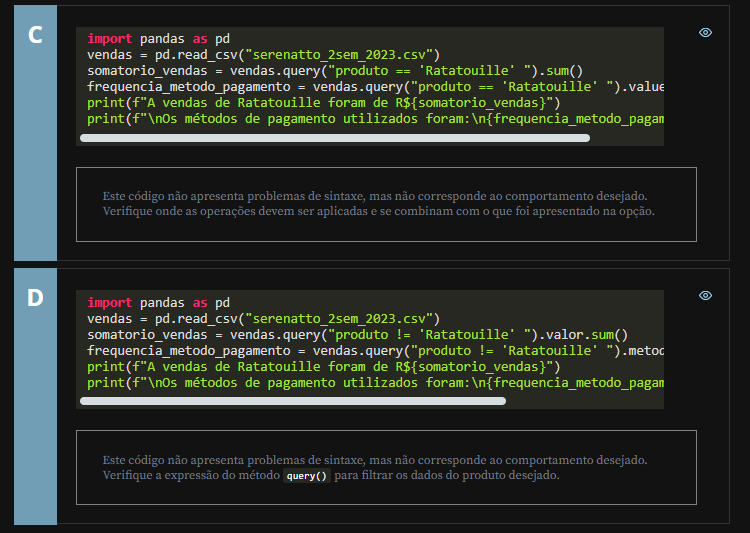 C
import pandas as pd
vendas = pd.read_csv("serenatto_2sem_2023.csv")
somatorio_vendas = vendas.query("produto == 'Ratatouille' ").sum()
frequencia_metodo_pagamento = vendas.query("produto == 'Ratatouille' ").value
print(f"A vendas de Ratatouille foram de R${somatorio_vendas}")
print(f"\nOs métodos de pagamento utilizados foram:\n{frequencia_metodo_pagam
Este código não apresenta problemas de sintaxe, mas não corresponde ao comportamento desejado.
Verifique onde as operações devem ser aplicadas e se combinam com o que foi apresentado na opção.
D
import pandas as pd
vendas = pd.read_csv("serenatto_2sem_2023.csv")
somatorio_vendas = vendas.query("produto != 'Ratatouille' ").valor.sum()
frequencia_metodo_pagamento = vendas.query("produto != 'Ratatouille' ").metod
print(f"A vendas de Ratatouille foram de R${somatorio_vendas}")
print(f"\nOs métodos de pagamento utilizados foram:\n{frequencia_metodo_pagam
Este código não apresenta problemas de sintaxe, mas não corresponde ao comportamento desejado.
Verifique a expressão do método query() para filtrar os dados do produto desejado.